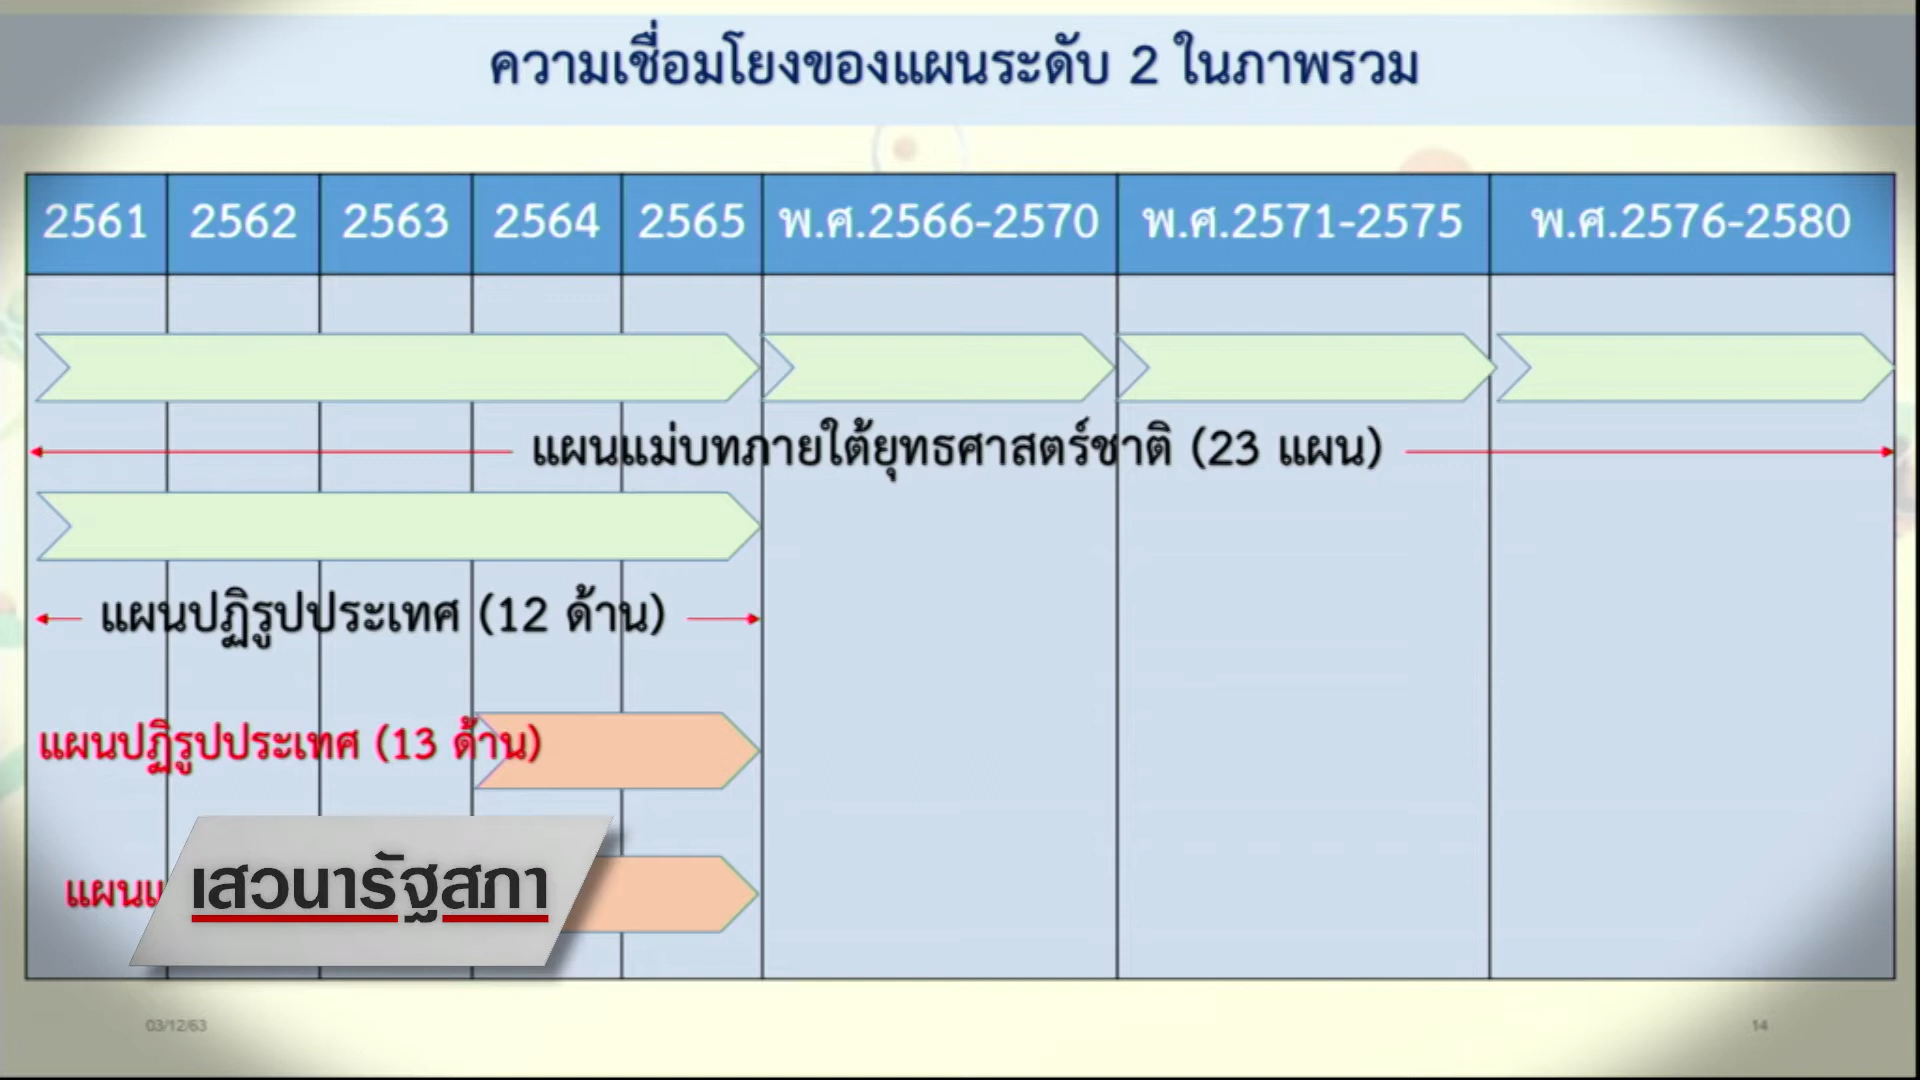 ความเชื่อมโยงของแผนระดับ 2 ในภาพรวม
2561 2562 2563 2564 2565 พ.ศ.2566-2570 พ.ศ.2571-2575 พ.ศ.2576-2580
แผนแม่บทภายใต้ยุทธศาสตร์ชาติ (23 แผน)
แผนปฏิรูปประเทศ (12 ด้าน)
แผนปฏิรูปประเทศ (13 ด้าน)
เสวนารัฐสภา
03/12/63
14